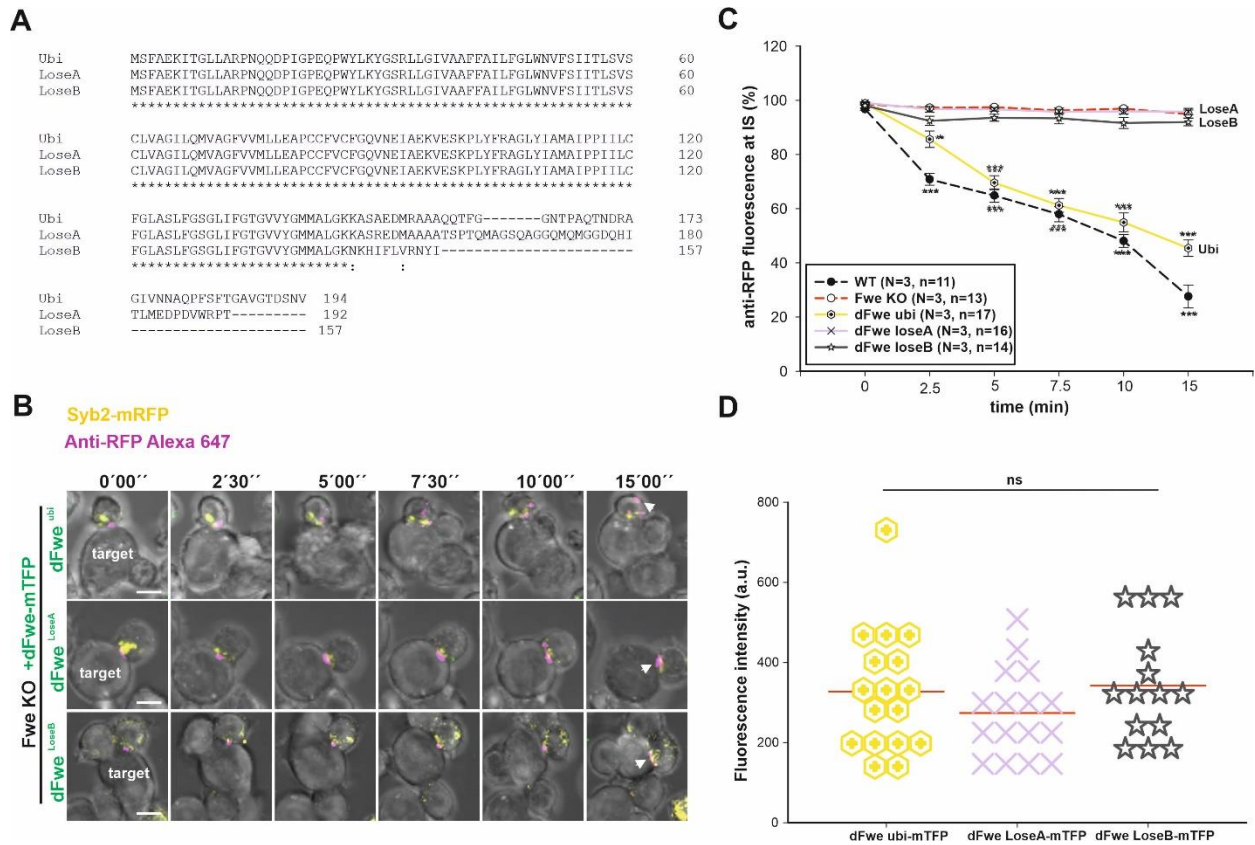 A
Ubi MSFAEKITGLLARPNQQDPIGPEQPWYLKYGSRLLGIVAAFFAILFGLWNVFSIITLSVS 60
LoseA MSFAEKITGLLARPNQQDPIGPEQPWYLKYGSRLLGIVAAFFAILFGLWNVFSIITLSVS 60
LoseB MSFAEKITGLLARPNQQDPIGPEQPWYLKYGSRLLGIVAAFFAILFGLWNVFSIITLSVS 60
************************************************************
Ubi CLVAGILQMVAGFVVMLLEAPCCFVCFGQVNEIAEKVESKPLYFRAGLYIAMAIPPIILC 120
LoseA CLVAGILQMVAGFVVMLLEAPCCFVCFGQVNEIAEKVESKPLYFRAGLYIAMAIPPIILC 120
LoseB CLVAGILQMVAGFVVMLLEAPCCFVCFGQVNEIAEKVESKPLYFRAGLYIAMAIPPIILC 120
************************************************************
Ubi FGLASLFGSGLIFGTGVVYGMMALGKKASAEDMRAAAQQTFG-------GNTPAQTNDRA 173
LoseA FGLASLFGSGLIFGTGVVYGMMALGKKASAEDMAAAATSPTQMAGSQAGGQMQMGGDQHI 180
LoseB FGLASLFGSGLIFGTGVVYGMMALGKNKHIFLVRNYI----------------------- 157
************************** : :
Ubi GIVNNAQPFSFTGAVGTDSNV 194
LoseA TLMEDPDVWRPT--------- 192
LoseB --------------------- 157
B
Syb2-mRFP
Anti-RFP Alexa 647
0´00´´ 2´30´´ 5´00´´ 7´30´´ 10´00´´ 15´00´´
Fwe KO +dFwe-mTFP
dFwe ubi
target
dFwe LoseA
target
dFwe LoseB
target
C
anti-RFP fluorescence at IS (%)
120
100
80
60
40
20
0
LoseA
LoseB
Ubi
**
***
***
***
***
***
***
***
***
***
***
WT (N=3, n=11)
Fwe KO (N=3, n=13)
dFwe ubi (N=3, n=17)
dFwe loseA (N=3, n=16)
dFwe loseB (N=3, n=14)
0 2.5 5 7.5 10 15
time (min)
D
ns
Fluorescence intensity (a.u.)
800
600
400
200
0
dFwe ubi-mTFP dFwe LoseA-mTFP dFwe LoseB-mTFP